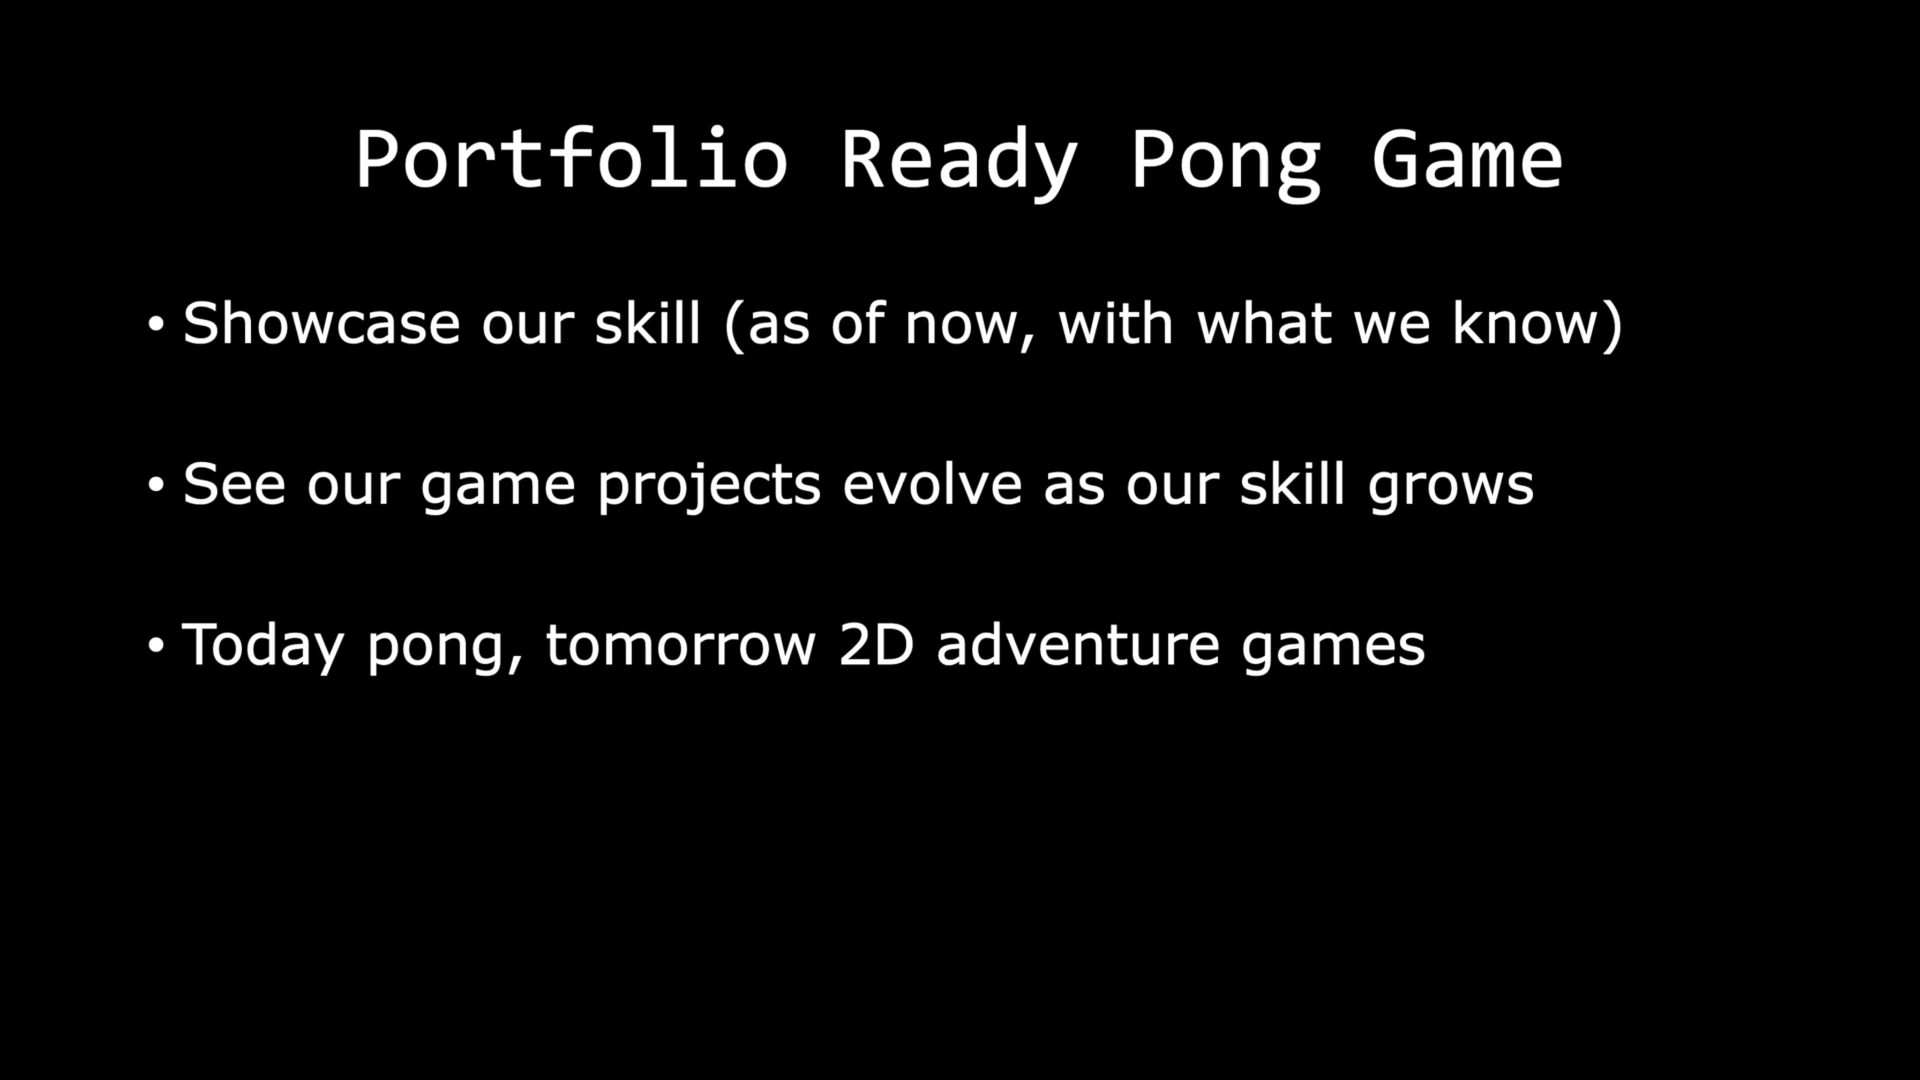 Portfolio Ready Pong Game
• Showcase our skill (as of now, with what we know)
• See our game projects evolve as our skill grows
• Today pong, tomorrow 2D adventure games